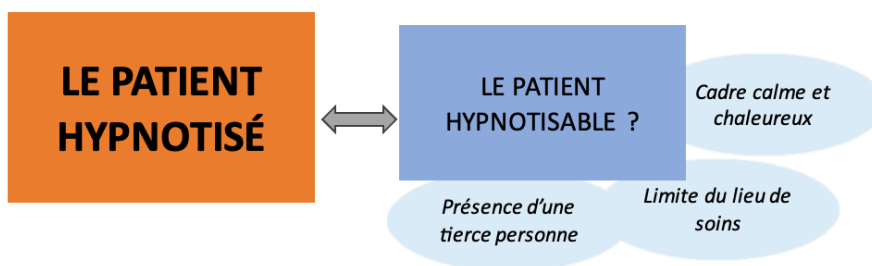 LE PATIENT
HYPNOTISÉ
LE PATIENT
HYPNOTISABLE ?
Cadre calme et
chaleureux
Présence d’une
tierce personne
Limite du lieu de
soins